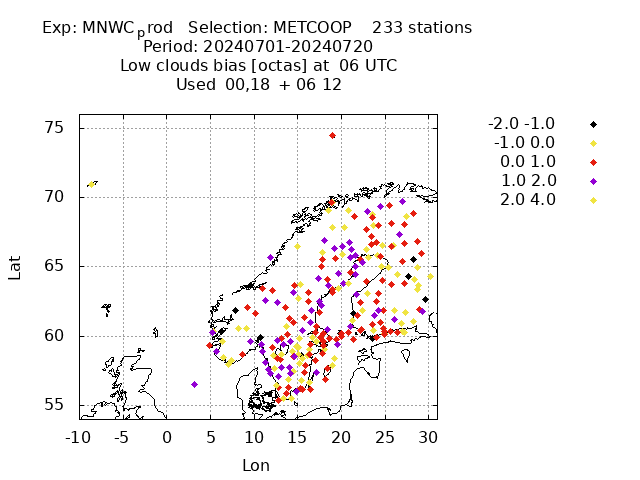 Exp: MNWC_prod Selection: METCOOP 233 stations
Period: 20240701-20240720
Low clouds bias [octas] at 06 UTC
Used 00,18 + 06 12
-2.0 -1.0
-1.0 0.0
0.0 1.0
1.0 2.0
2.0 4.0
75
70
65
60
55
Lat
-10 -5 0 5 10 15 20 25 30
Lon